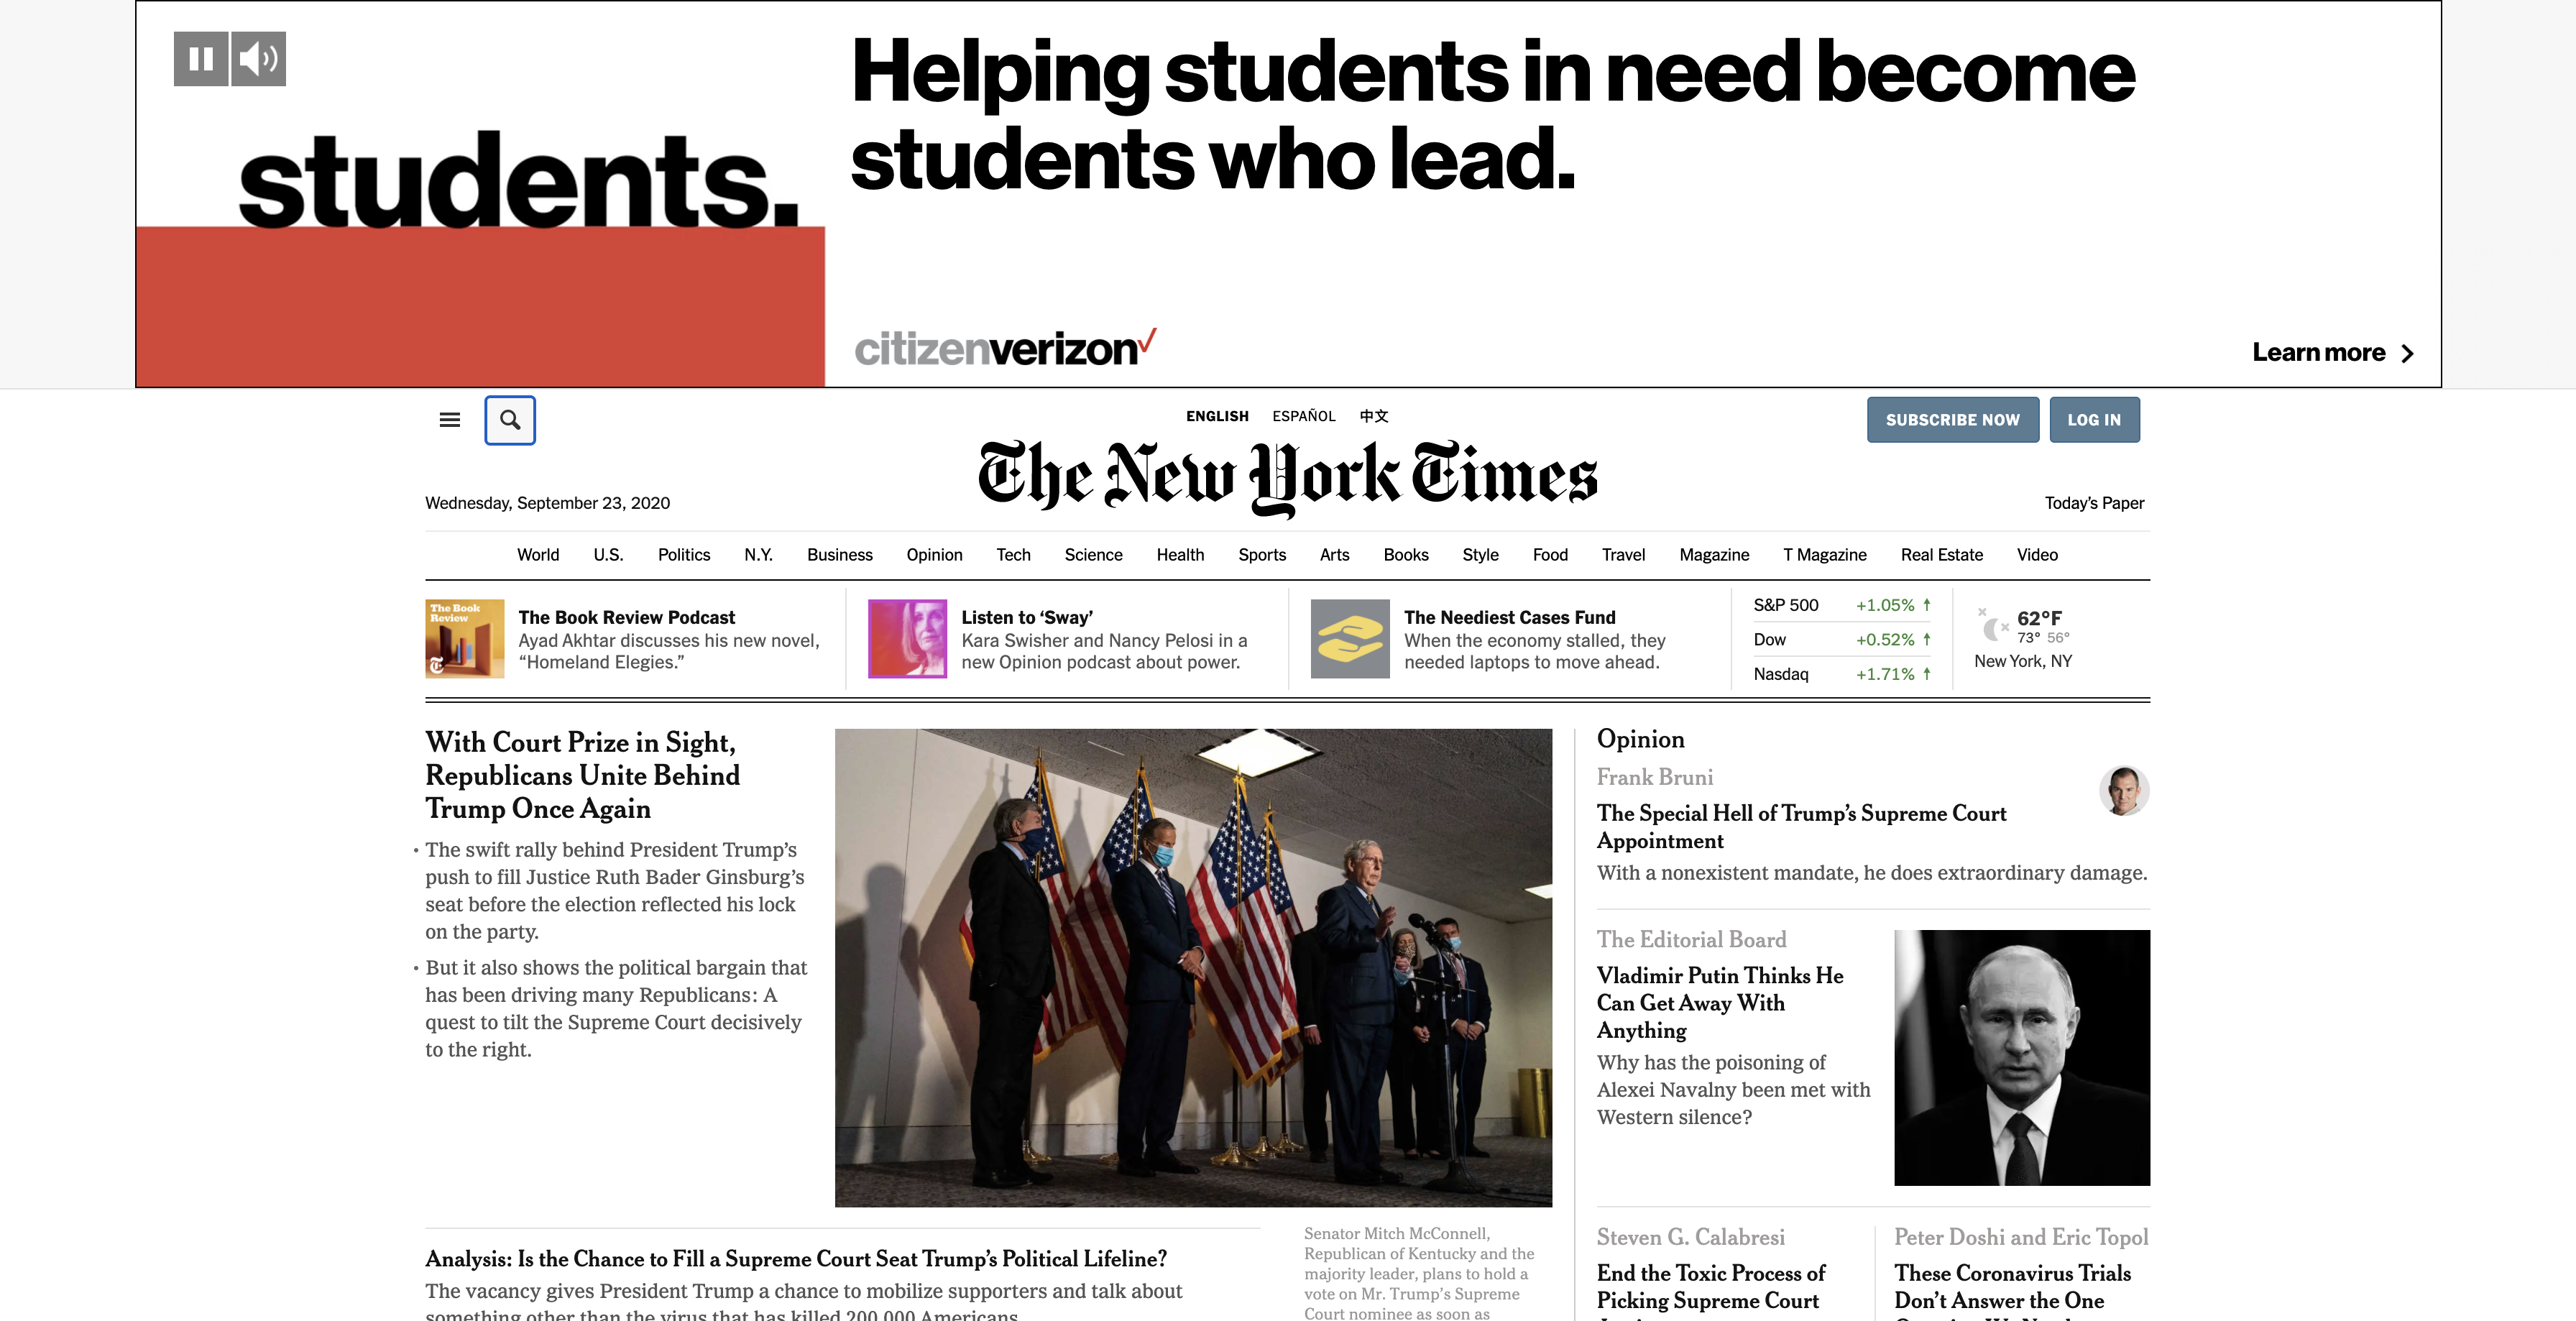 students.
Helping students in need become
students who lead.
citizenverizon
Learn more
ENGLISH ESPAÑOL 中文
SUBSCRIBE NOW
LOG IN
The New York Times
Wednesday, September 23, 2020
Today's Paper
World U.S. Politics N.Y. Business Opinion Tech Science Health Sports Arts Books Style Food Travel Magazine T Magazine Real Estate Video
The Book
Review
The Book Review Podcast
Ayad Akhtar discusses his new novel,
“Homeland Elegies.”
Listen to ‘Sway’
Kara Swisher and Nancy Pelosi in a
new Opinion podcast about power.
The Neediest Cases Fund
When the economy stalled, they
needed laptops to move ahead.
S&P 500 +1.05% ↑
Dow +0.52% ↑
Nasdaq +1.71% ↑
62°F
73° 56°
New York, NY
With Court Prize in Sight,
Republicans Unite Behind
Trump Once Again
• The swift rally behind President Trump’s
push to fill Justice Ruth Bader Ginsburg’s
seat before the election reflected his lock
on the party.
• But it also shows the political bargain that
has been driving many Republicans: A
quest to tilt the Supreme Court decisively
to the right.
Analysis: Is the Chance to Fill a Supreme Court Seat Trump’s Political Lifeline?
The vacancy gives President Trump a chance to mobilize supporters and talk about
something other than the virus that has killed 200,000 Americans.
Senator Mitch McConnell,
Republican of Kentucky and the
majority leader, plans to hold a
vote on Mr. Trump’s Supreme
Court nominee as soon as
Opinion
Frank Bruni
The Special Hell of Trump’s Supreme Court
Appointment
With a nonexistent mandate, he does extraordinary damage.
The Editorial Board
Vladimir Putin Thinks He
Can Get Away With
Anything
Why has the poisoning of
Alexei Navalny been met with
Western silence?
Steven G. Calabresi
End the Toxic Process of
Picking Supreme Court
Peter Doshi and Eric Topol
These Coronavirus Trials
Don’t Answer the One